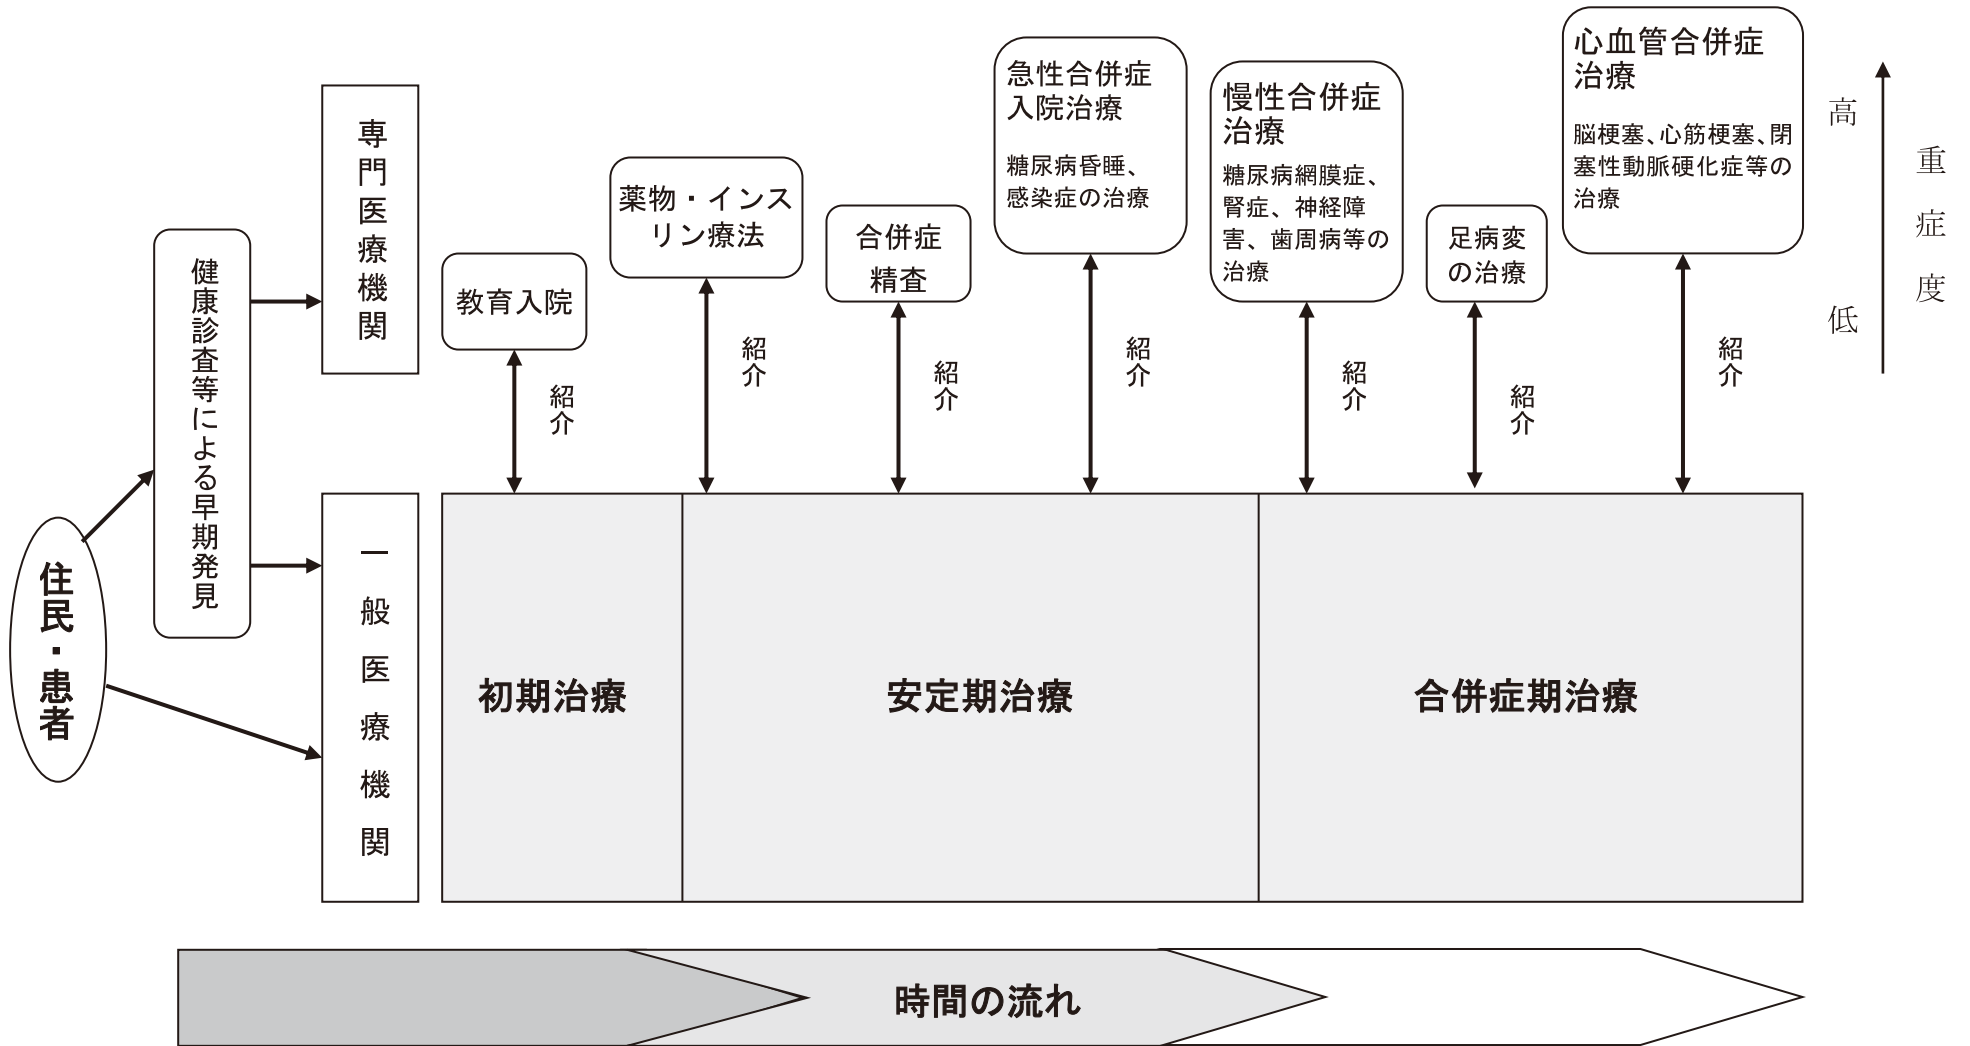 住民・患者
健康診査等による早期発見
専門医療機関
一般医療機関
教育入院
紹介
薬物・インス
リン療法
紹介
合併症
精査
紹介
急性合併症
入院治療
糖尿病昏睡、
感染症の治療
紹介
慢性合併症
治療
糖尿病網膜症、
腎症、神経障
害、歯周病等の
治療
紹介
足病変
の治療
紹介
心血管合併症
治療
脳梗塞、心筋梗塞、閉
塞性動脈硬化症等の
治療
紹介
高
低
重症度
初期治療
安定期治療
合併症期治療
時間の流れ